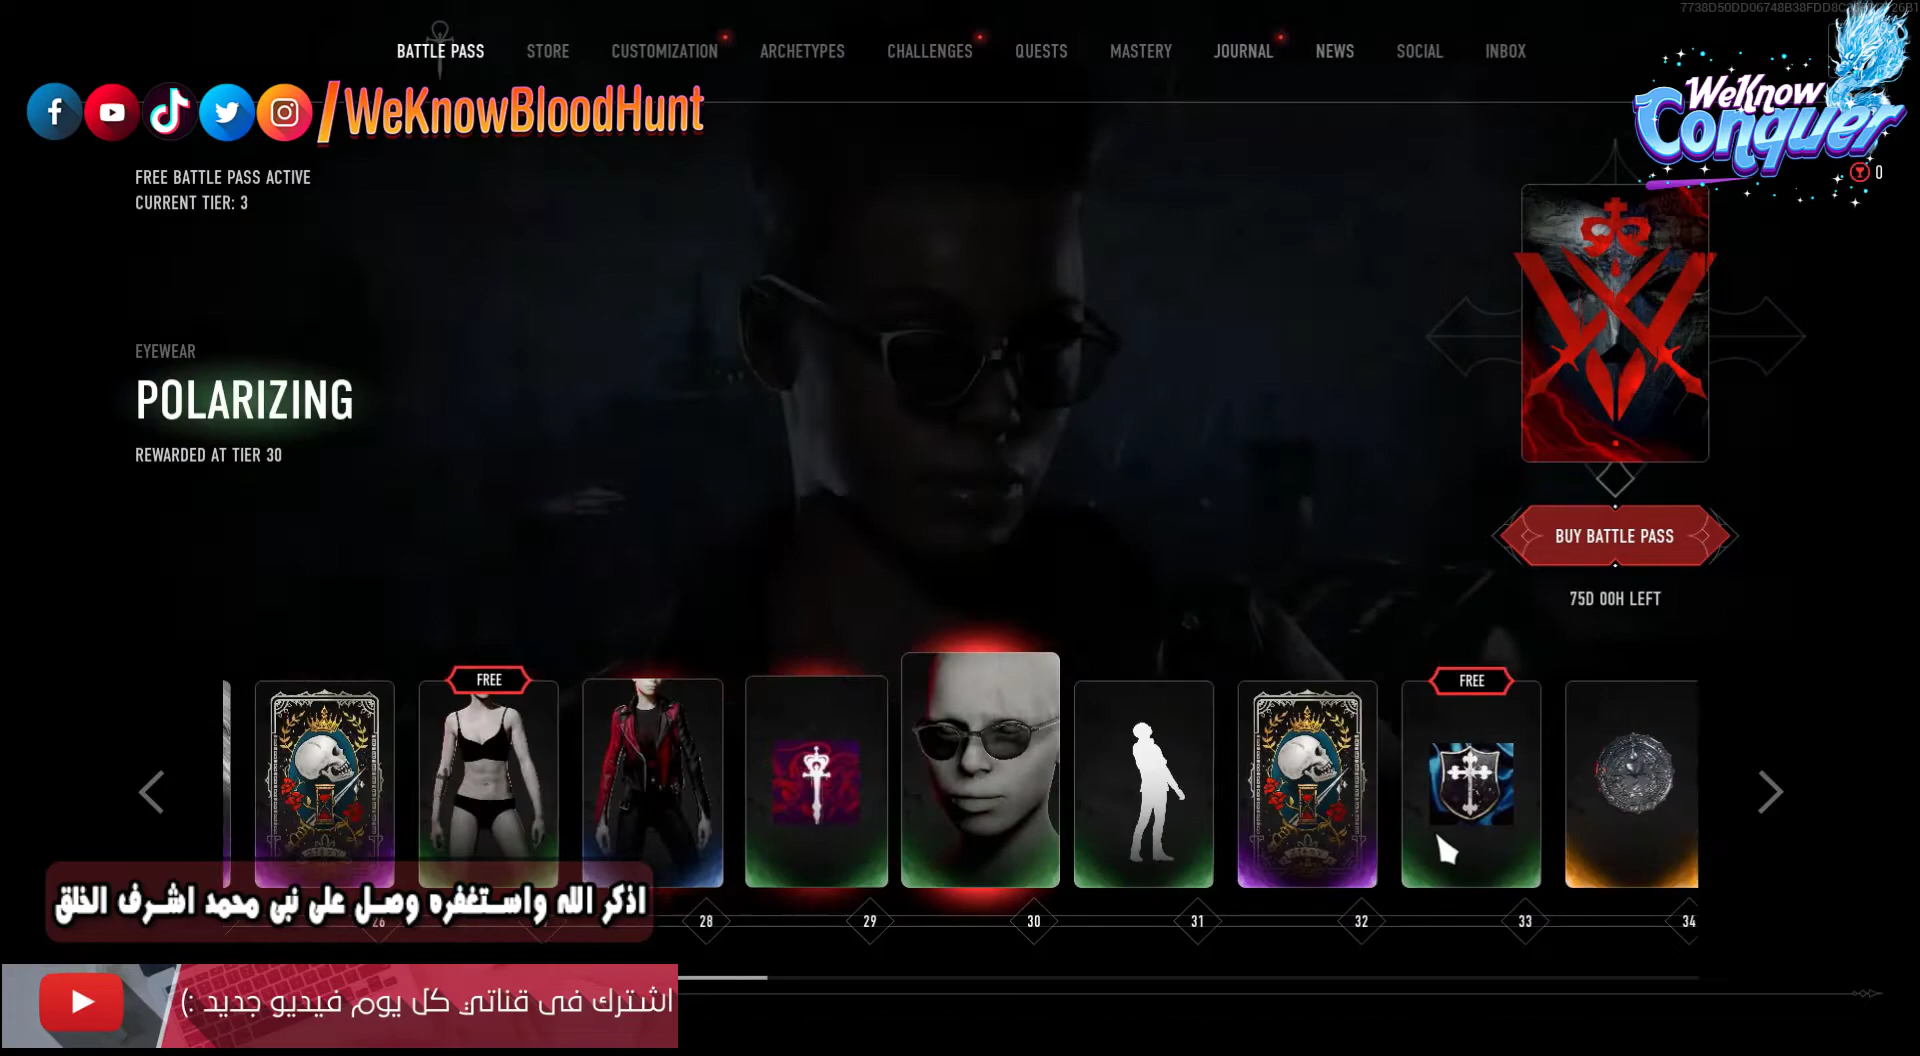 BATTLE PASS STORE CUSTOMIZATION ARCHETYPES CHALLENGES QUESTS MASTERY JOURNAL NEWS SOCIAL INBOX
/WeKnowBloodHunt
WeKnow
Conquer
0
FREE BATTLE PASS ACTIVE
CURRENT TIER: 3
EYEWEAR
POLARIZING
REWARDED AT TIER 30
BUY BATTLE PASS
75D 00H LEFT
FREE
FREE
اذكر الله واستغفره وصل على نبى محمد اشرف الخلق
26 28 29 30 31 32 33 34
اشترك فى قناتي كل يوم فيديو جديد :)